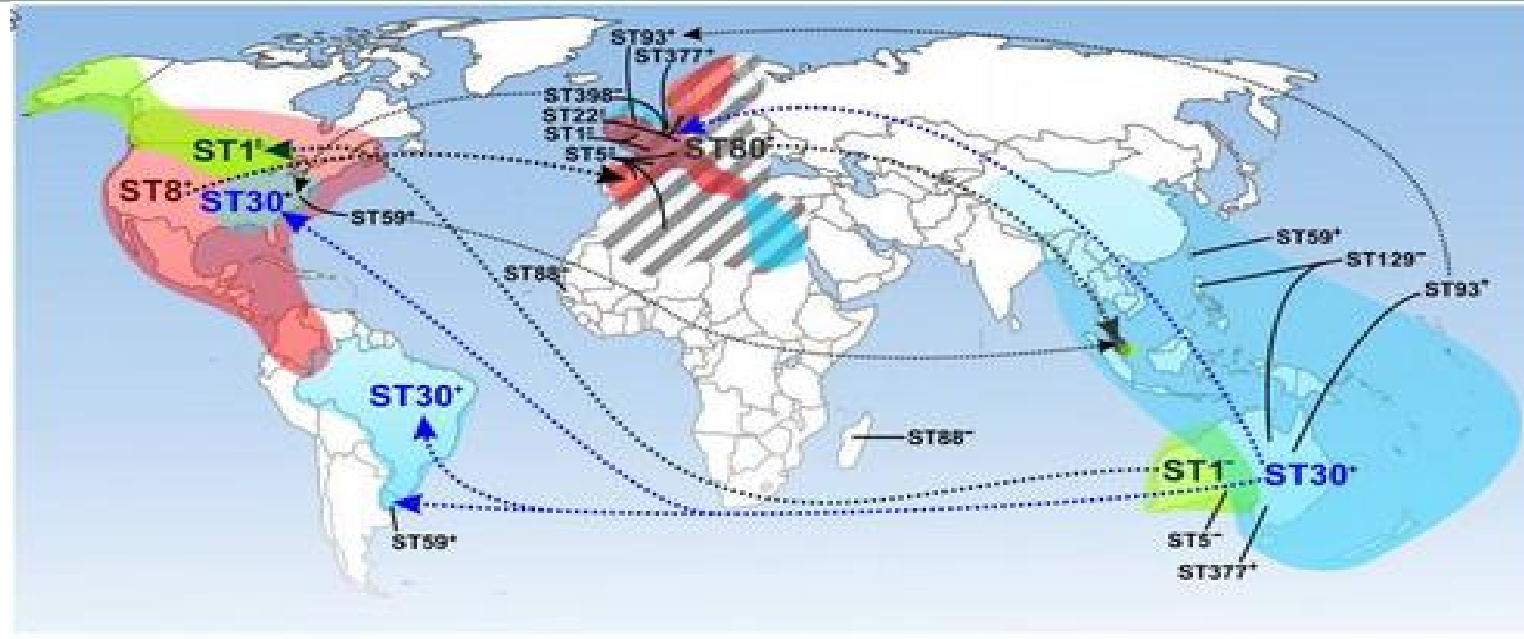 ST93+
ST377+
ST398-
ST22±
ST1±
ST5±
ST80±
ST1±
ST8±
ST30+
ST59+
ST88-
ST59+
ST129-
ST93+
ST30+
ST88-
ST1-
ST30+
ST5-
ST59+
ST377+